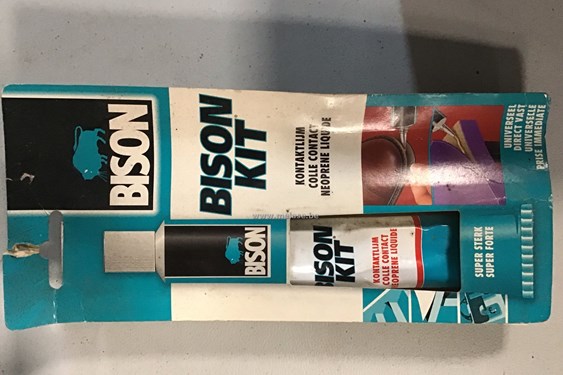 BISON
BISON
KIT
KONTAKTLIJM
COLLE CONTACT
NEOPRENE LIQUIDE
UNIVERSEEL
DIRECT VAST
UNIVERSELLE
PRISE IMMEDIATE
BISON
BISON
KIT
KONTAKTLIJM
COLLE CONTACT
NEOPRENE LIQUIDE
SUPER STERK
SUPER FORTE